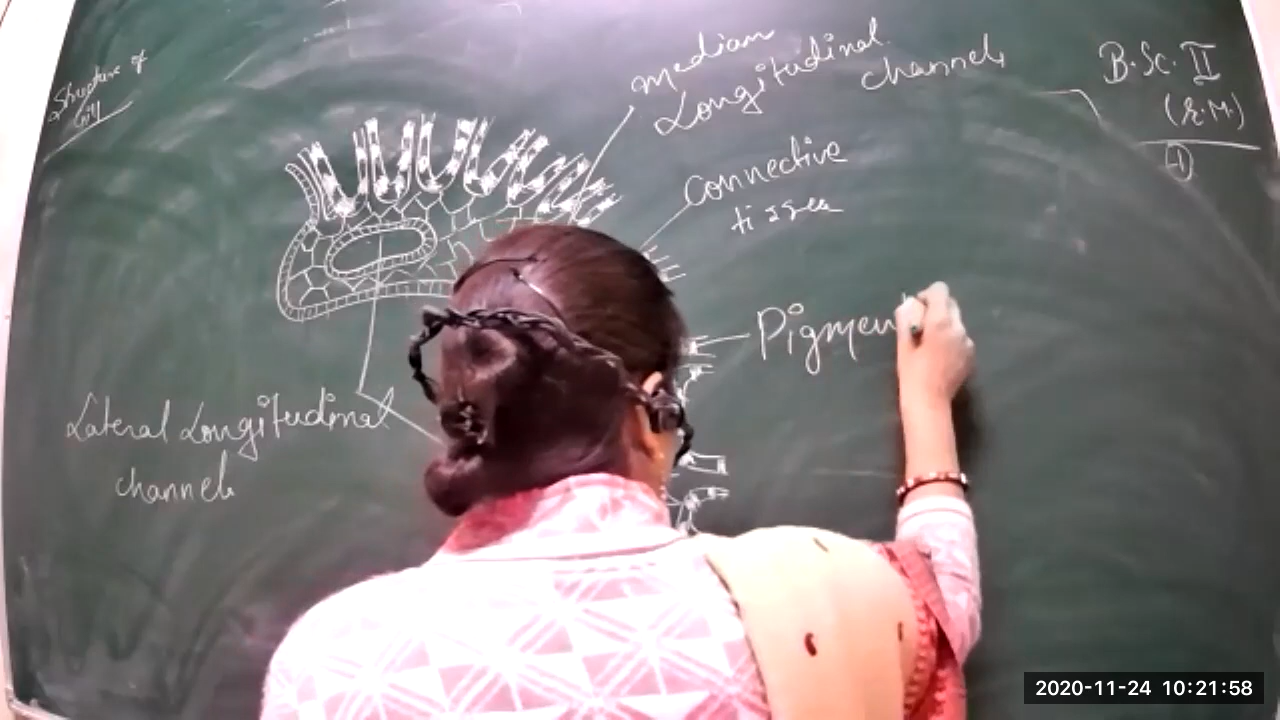 Structure of
Gill
median
Longitudinal
channels
B.Sc. II
(R.M.)
1
Connective
tissue
Pigmen
Lateral Longitudinal
channels
2020-11-24 10:21:58